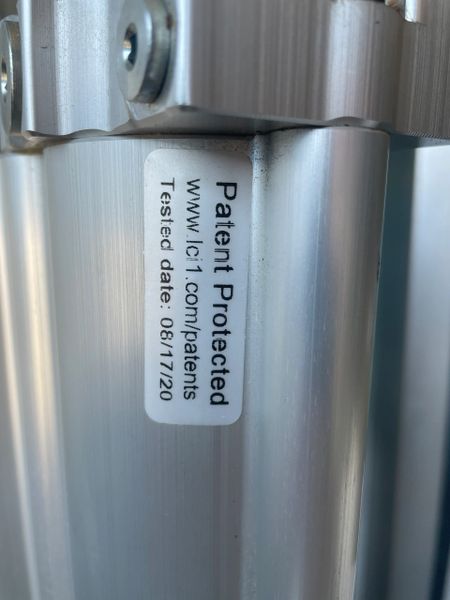 Patent Protected
www.lci1.com/patents
Tested date: 08/17/20